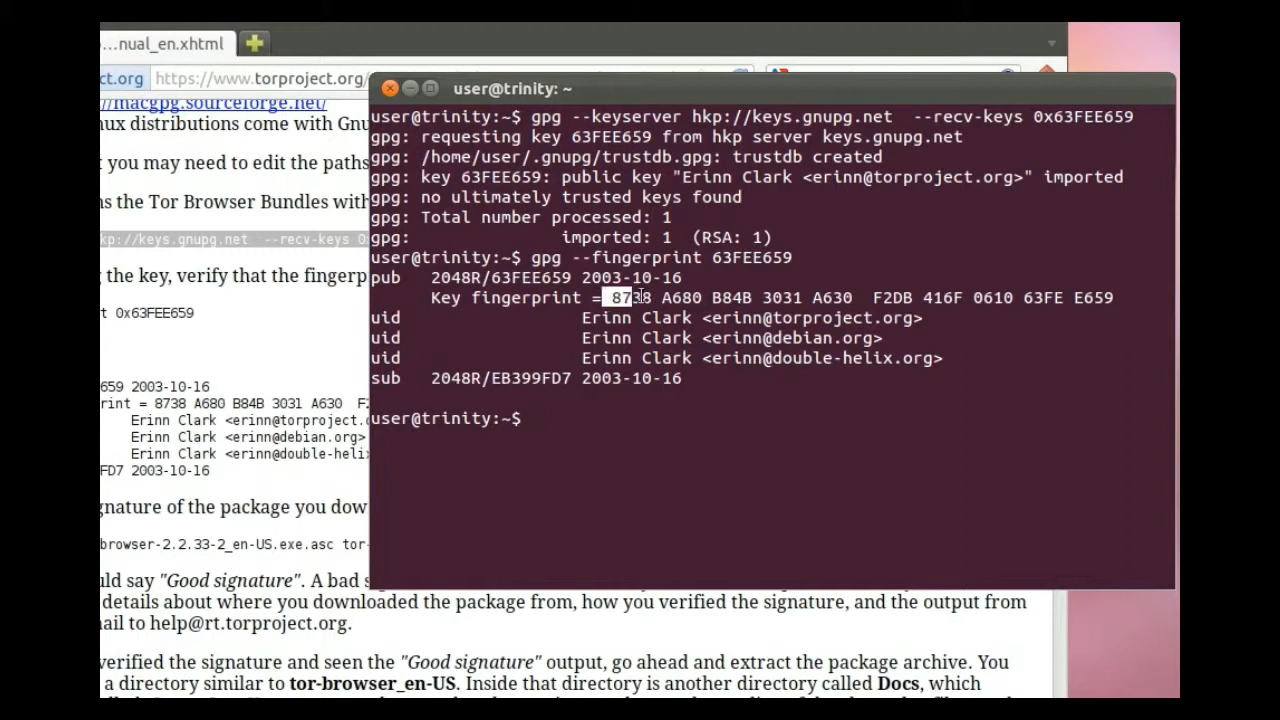 ...nual_en.xhtml
ct.org https://www.torproject.org/
user@trinity: ~
//macgpg.sourceforge.net/
nux distributions come with Gnu
t you may need to edit the paths
ns the Tor Browser Bundles with
kp://keys.gnupg.net --recv-keys 0x
g the key, verify that the fingerp
t 0x63FEE659
659 2003-10-16
rint = 8738 A680 B84B 3031 A630 F2
Erinn Clark <erinn@torproject.o
Erinn Clark <erinn@debian.org>
Erinn Clark <erinn@double-helix
FD7 2003-10-16
gnature of the package you dow
browser-2.2.33-2_en-US.exe.asc tor-
user@trinity:~$ gpg --keyserver hkp://keys.gnupg.net --recv-keys 0x63FEE659
gpg: requesting key 63FEE659 from hkp server keys.gnupg.net
gpg: /home/user/.gnupg/trustdb.gpg: trustdb created
gpg: key 63FEE659: public key "Erinn Clark <erinn@torproject.org>" imported
gpg: no ultimately trusted keys found
gpg: Total number processed: 1
gpg: imported: 1 (RSA: 1)
user@trinity:~$ gpg --fingerprint 63FEE659
pub 2048R/63FEE659 2003-10-16
Key fingerprint = 8738 A680 B84B 3031 A630 F2DB 416F 0610 63FE E659
uid Erinn Clark <erinn@torproject.org>
uid Erinn Clark <erinn@debian.org>
uid Erinn Clark <erinn@double-helix.org>
sub 2048R/EB399FD7 2003-10-16
user@trinity:~$
uld say "Good signature". A bad s
details about where you downloaded the package from, how you verified the signature, and the output from
mail to help@rt.torproject.org.
verified the signature and seen the "Good signature" output, go ahead and extract the package archive. You
a directory similar to tor-browser_en-US. Inside that directory is another directory called Docs, which